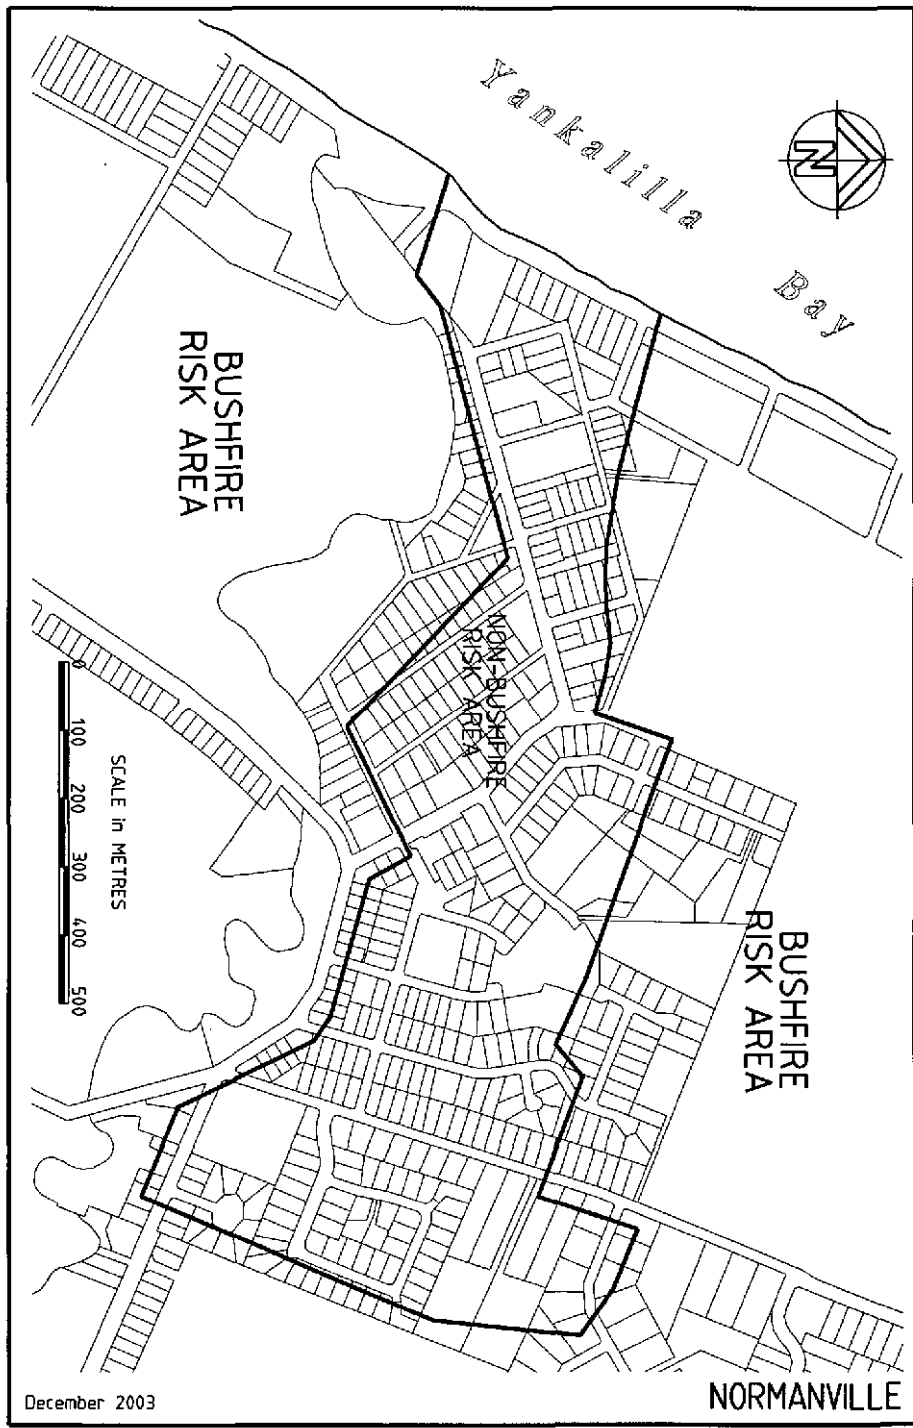 Yankalilla
Bay
N
BUSHFIRE
RISK AREA
NON-BUSHFIRE
RISK AREA
BUSHFIRE
RISK AREA
0 100 200 300 400 500
SCALE in METRES
December 2003
NORMANVILLE